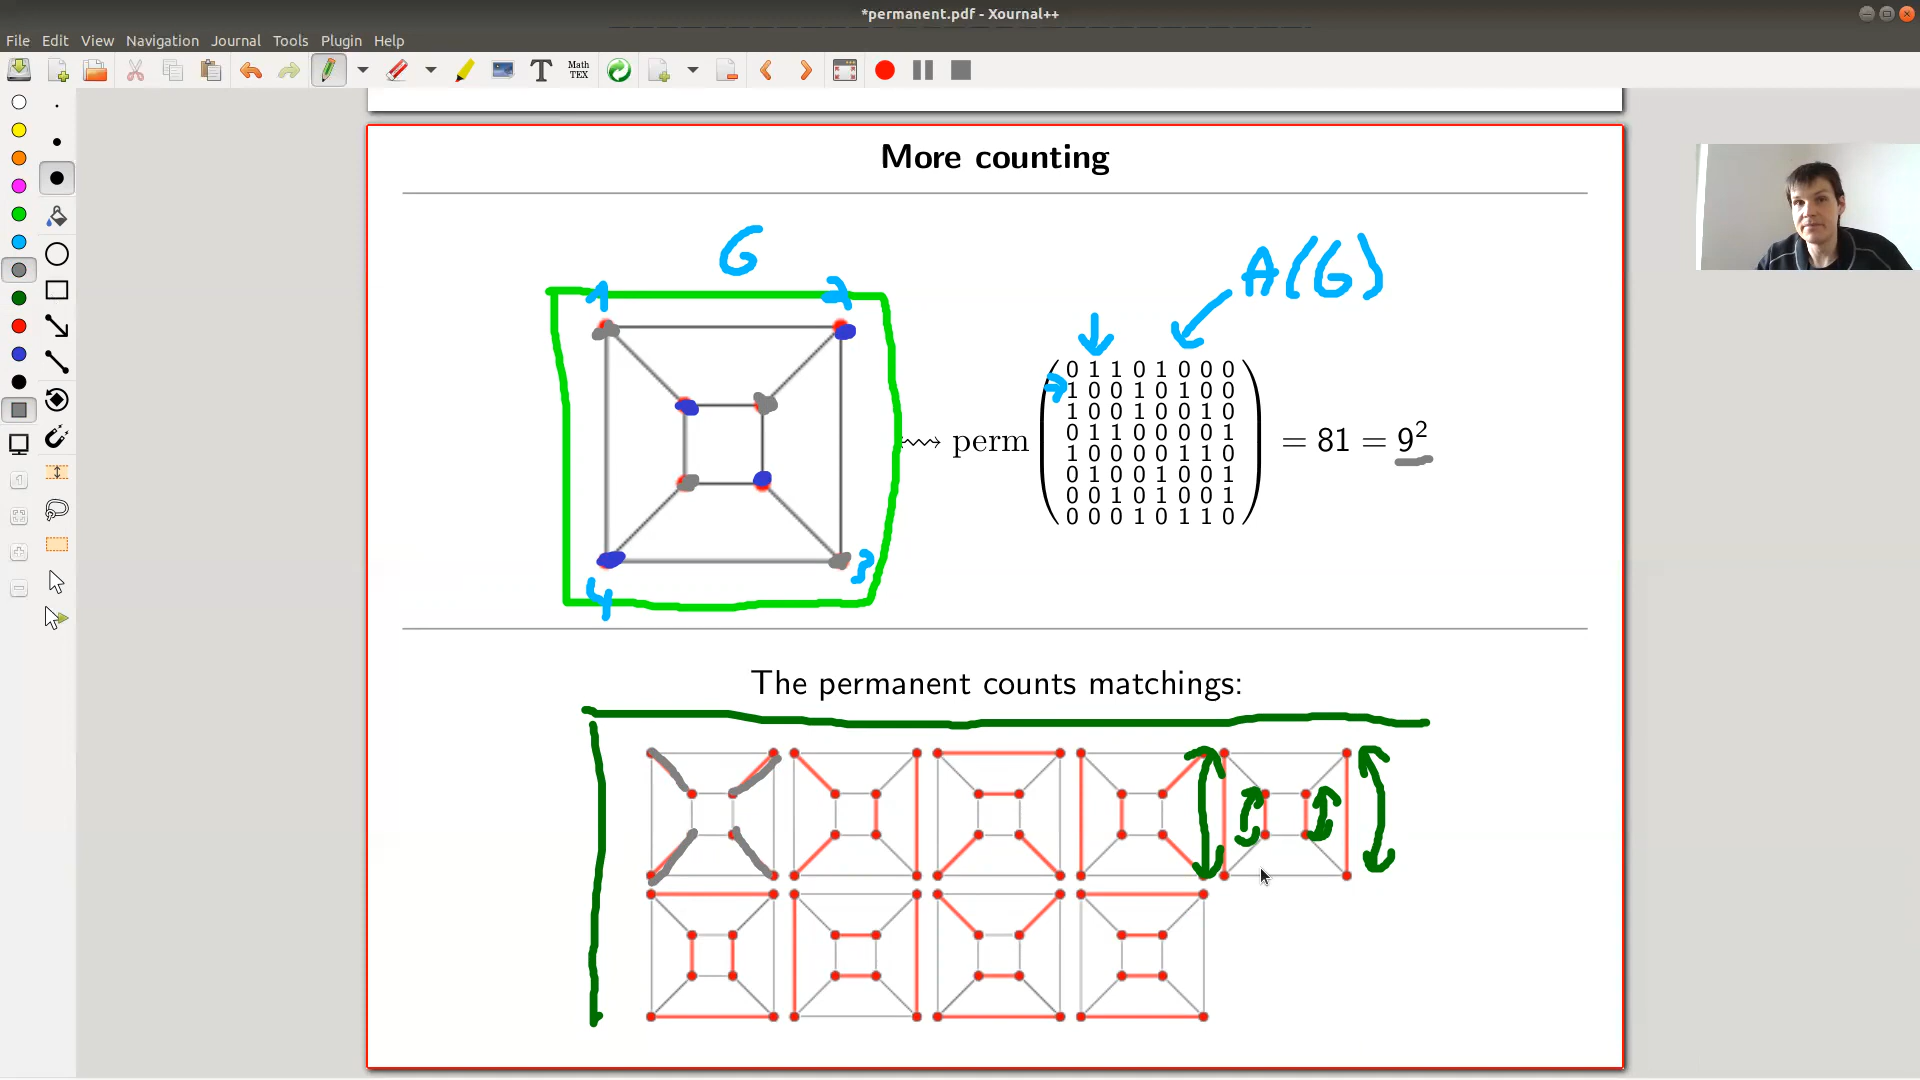 *permanent.pdf - Xournal++
File Edit View Navigation Journal Tools Plugin Help
Math
TEX
More counting
G
A(G)
1 2
3
4
perm
0 1 1 0 1 0 0 0
1 0 0 1 0 1 0 0
1 0 0 1 0 0 1 0
0 1 1 0 0 0 0 1
1 0 0 0 0 1 1 0
0 1 0 0 1 0 0 1
0 0 1 0 1 0 0 1
0 0 0 1 0 1 1 0
= 81 = 9²
The permanent counts matchings: